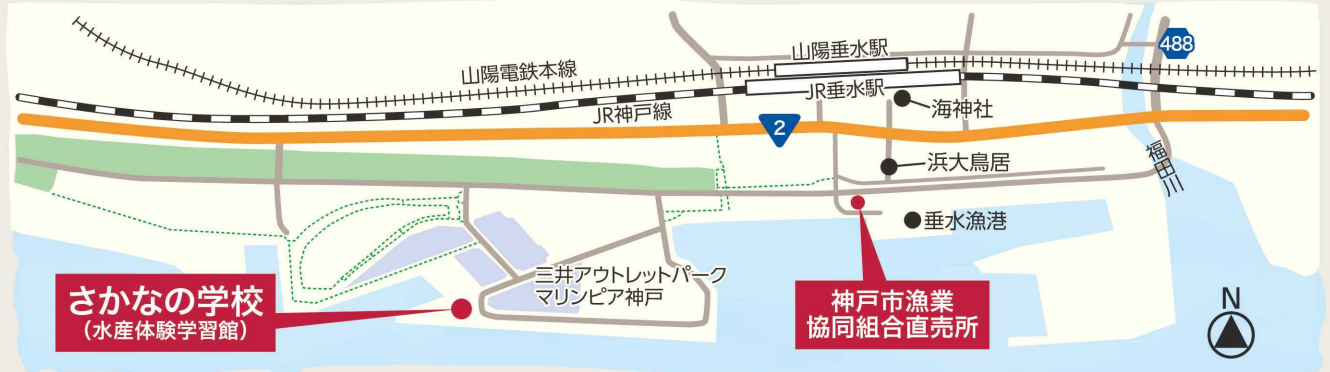 山陽垂水駅
488
山陽電鉄本線
JR垂水駅
JR神戸線
海神社
2
浜大鳥居
福田川
垂水漁港
三井アウトレットパーク
マリンピア神戸
さかなの学校
(水産体験学習館)
神戸市漁業
協同組合直売所
N